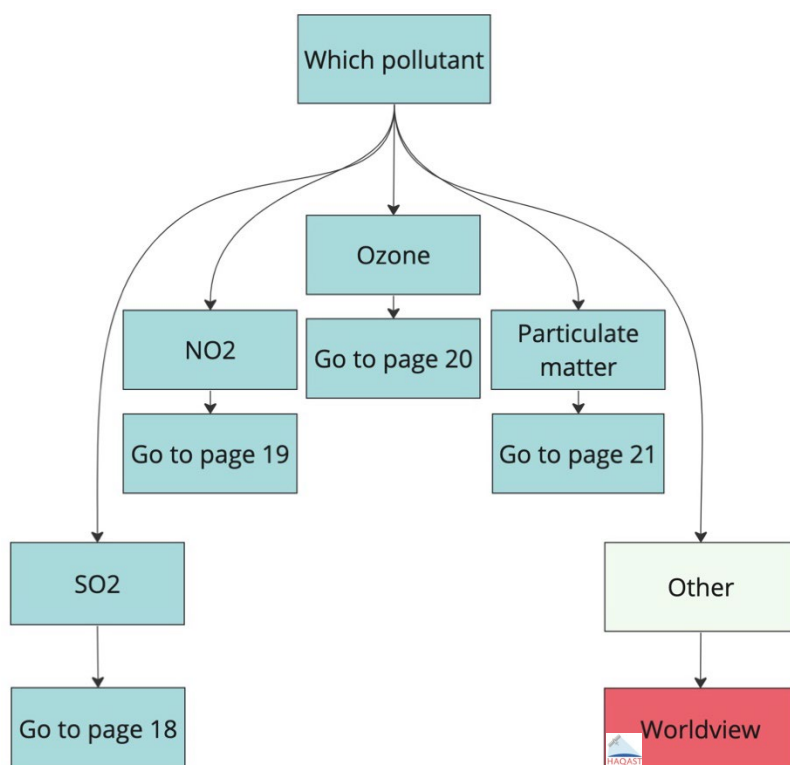 Which pollutant
Ozone
Go to page 20
NO2
Go to page 19
Particulate
matter
Go to page 21
SO2
Go to page 18
Other
Worldview
HAQAST